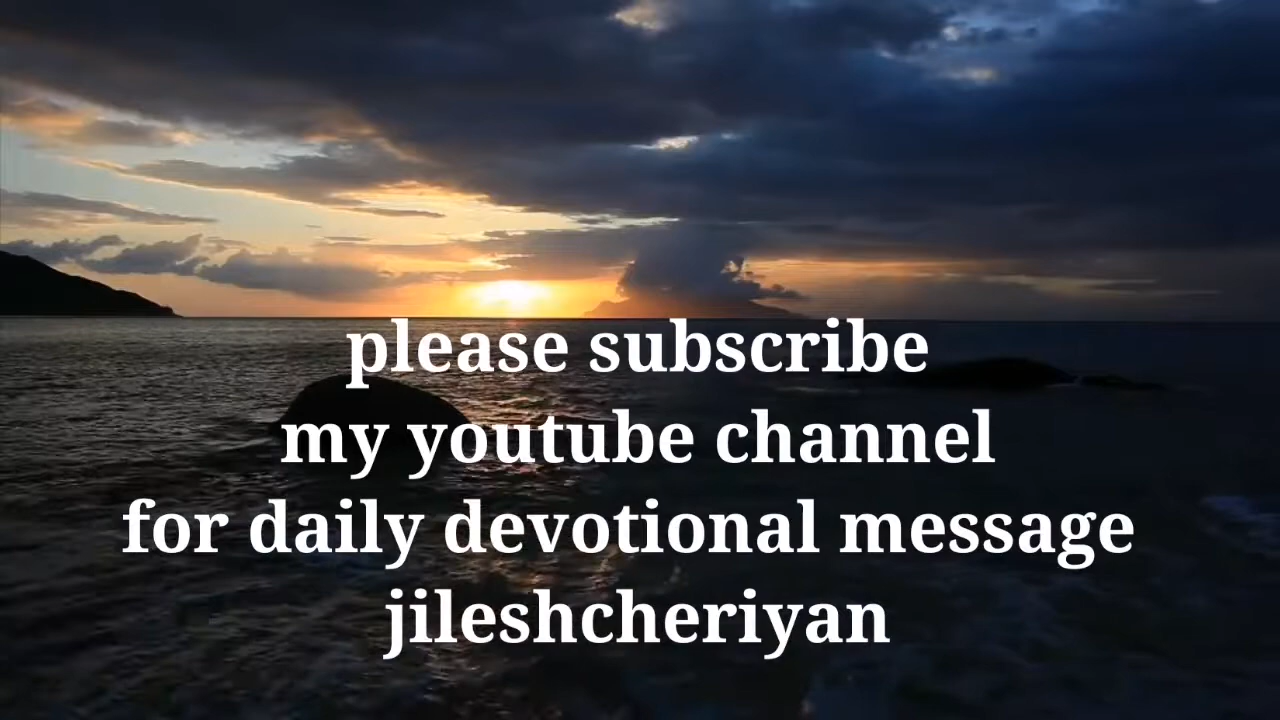 please subscribe
my youtube channel
for daily devotional message
jileshcheriyan